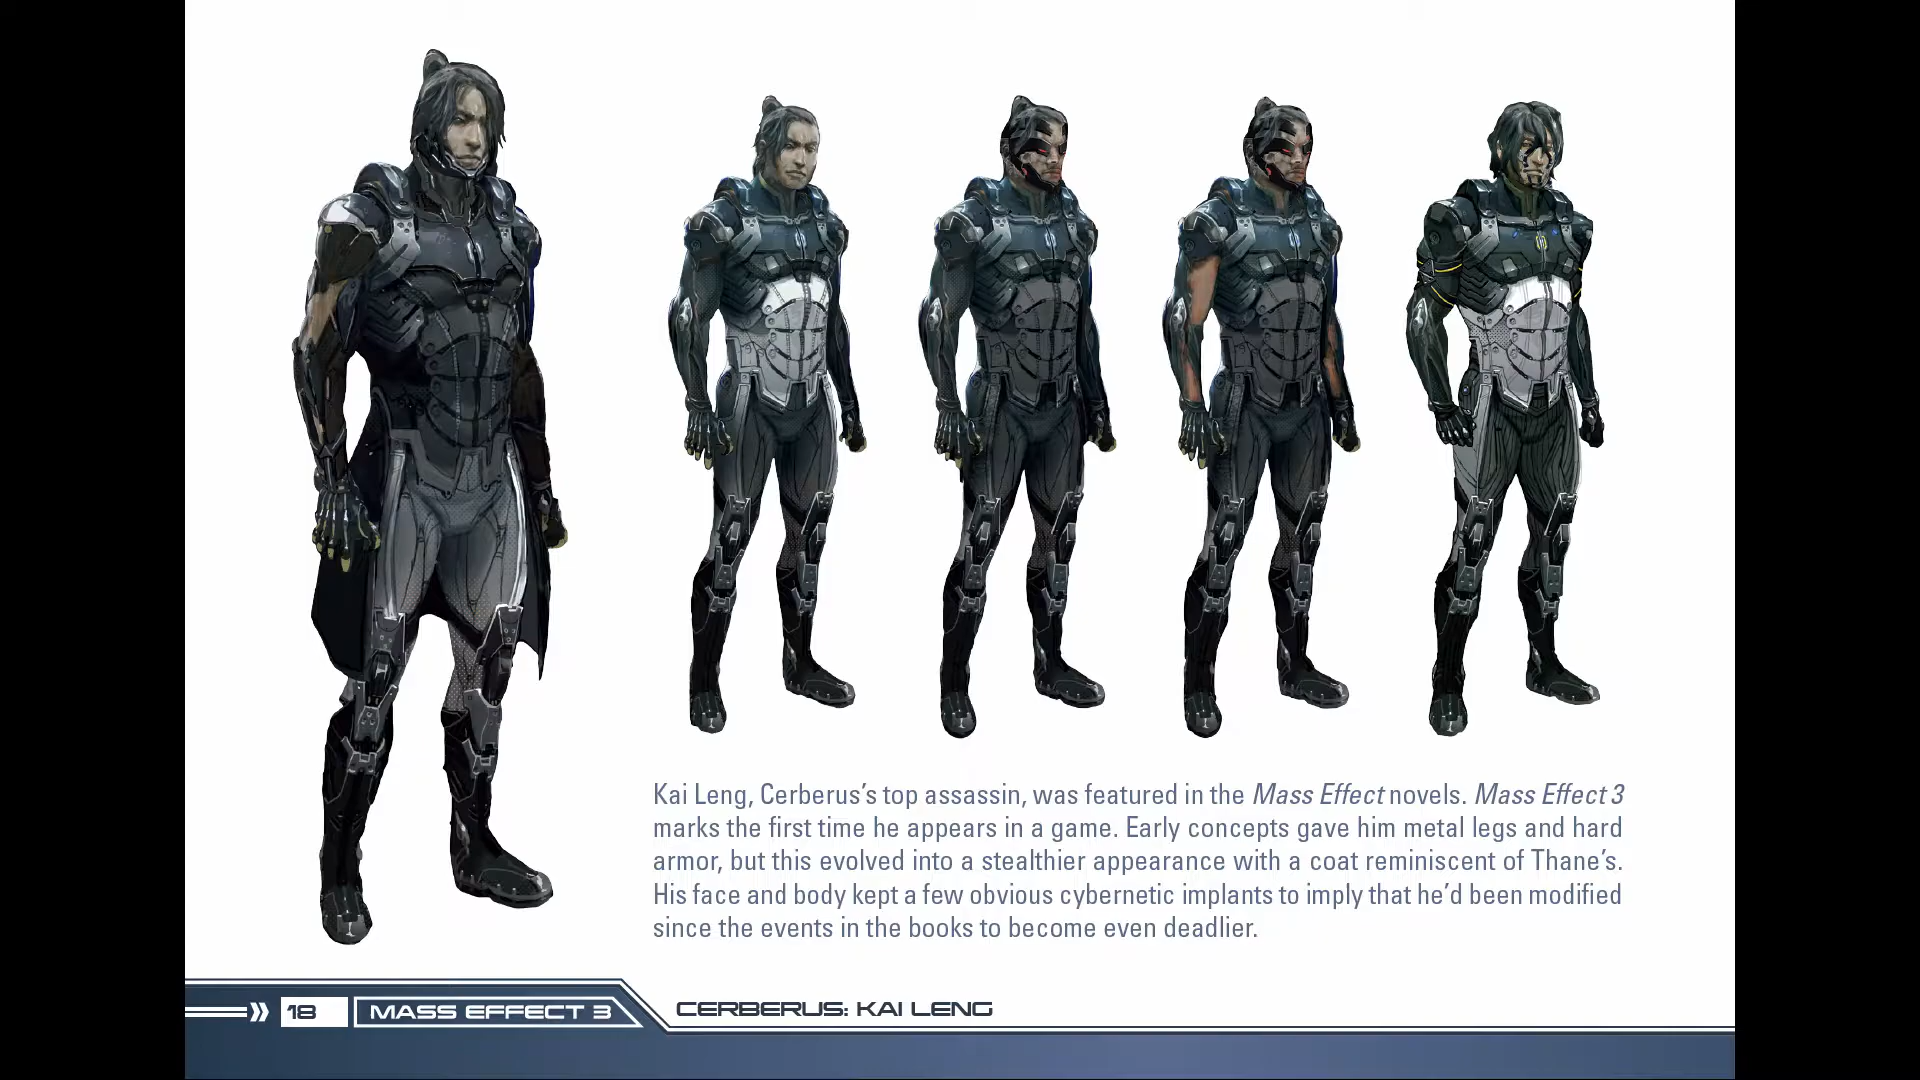 Kai Leng, Cerberus's top assassin, was featured in the Mass Effect novels. Mass Effect 3
marks the first time he appears in a game. Early concepts gave him metal legs and hard
armor, but this evolved into a stealthier appearance with a coat reminiscent of Thane's.
His face and body kept a few obvious cybernetic implants to imply that he'd been modified
since the events in the books to become even deadlier.
18 MASS EFFECT 3 CERBERUS: KAI LENG